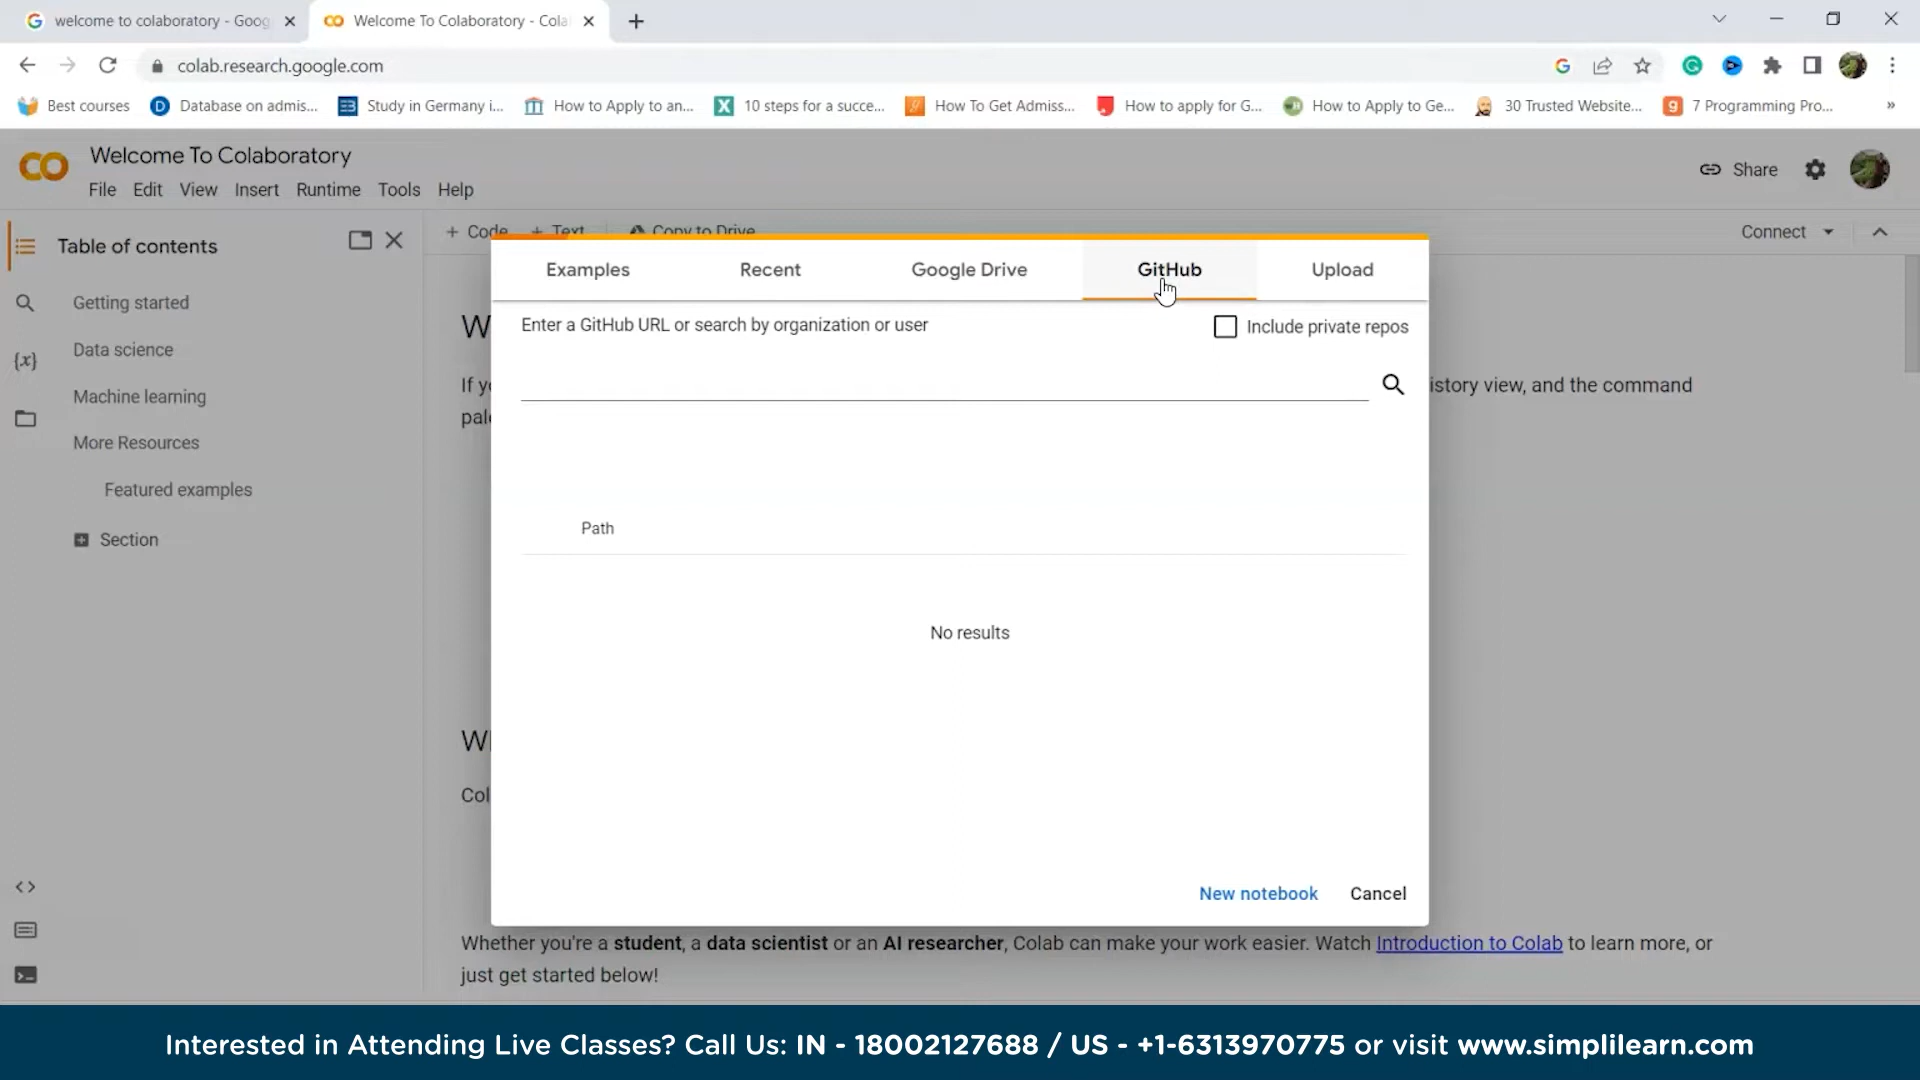 welcome to colaboratory - Goog
Welcome To Colaboratory - Cola
colab.research.google.com
Best courses
Database on admis...
Study in Germany i...
How to Apply to an...
10 steps for a succe...
How To Get Admiss...
How to apply for G...
How to Apply to Ge...
30 Trusted Website...
7 Programming Pro...
»
Welcome To Colaboratory
File Edit View Insert Runtime Tools Help
Share
Table of contents
+ Code + Text Copy to Drive
Connect
Getting started
Data science
Machine learning
More Resources
Featured examples
Section
Examples Recent Google Drive GitHub Upload
Enter a GitHub URL or search by organization or user
Include private repos
Path
No results
New notebook Cancel
W
If yo
istory view, and the command
pale
Wh
Col
Whether you're a student, a data scientist or an AI researcher, Colab can make your work easier. Watch Introduction to Colab to learn more, or
just get started below!
Interested in Attending Live Classes? Call Us: IN - 18002127688 / US - +1-6313970775 or visit www.simplilearn.com